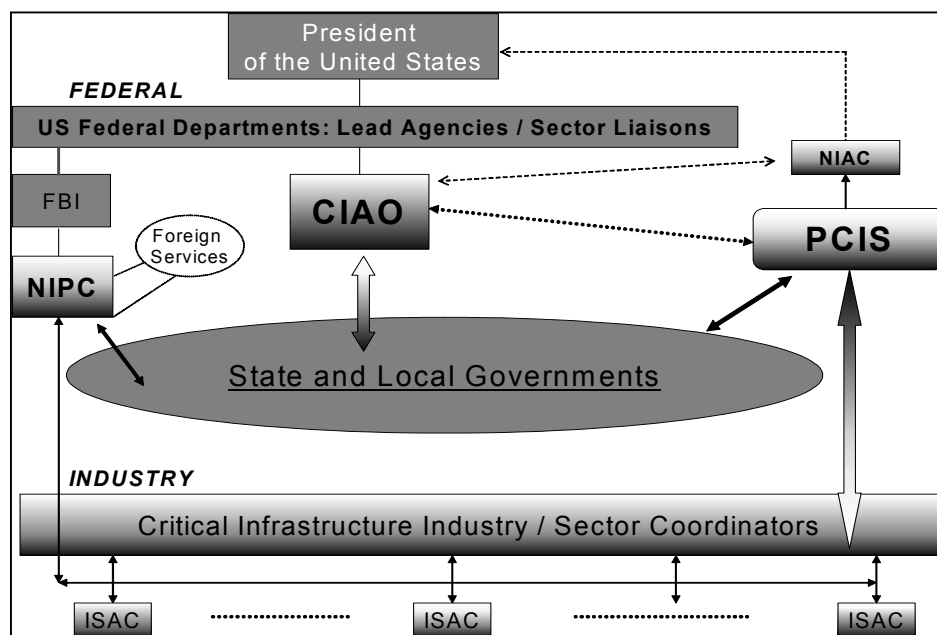 President
of the United States
FEDERAL
US Federal Departments: Lead Agencies / Sector Liaisons
NIAC
FBI
CIAO
PCIS
Foreign
Services
NIPC
State and Local Governments
INDUSTRY
Critical Infrastructure Industry / Sector Coordinators
ISAC
ISAC
ISAC